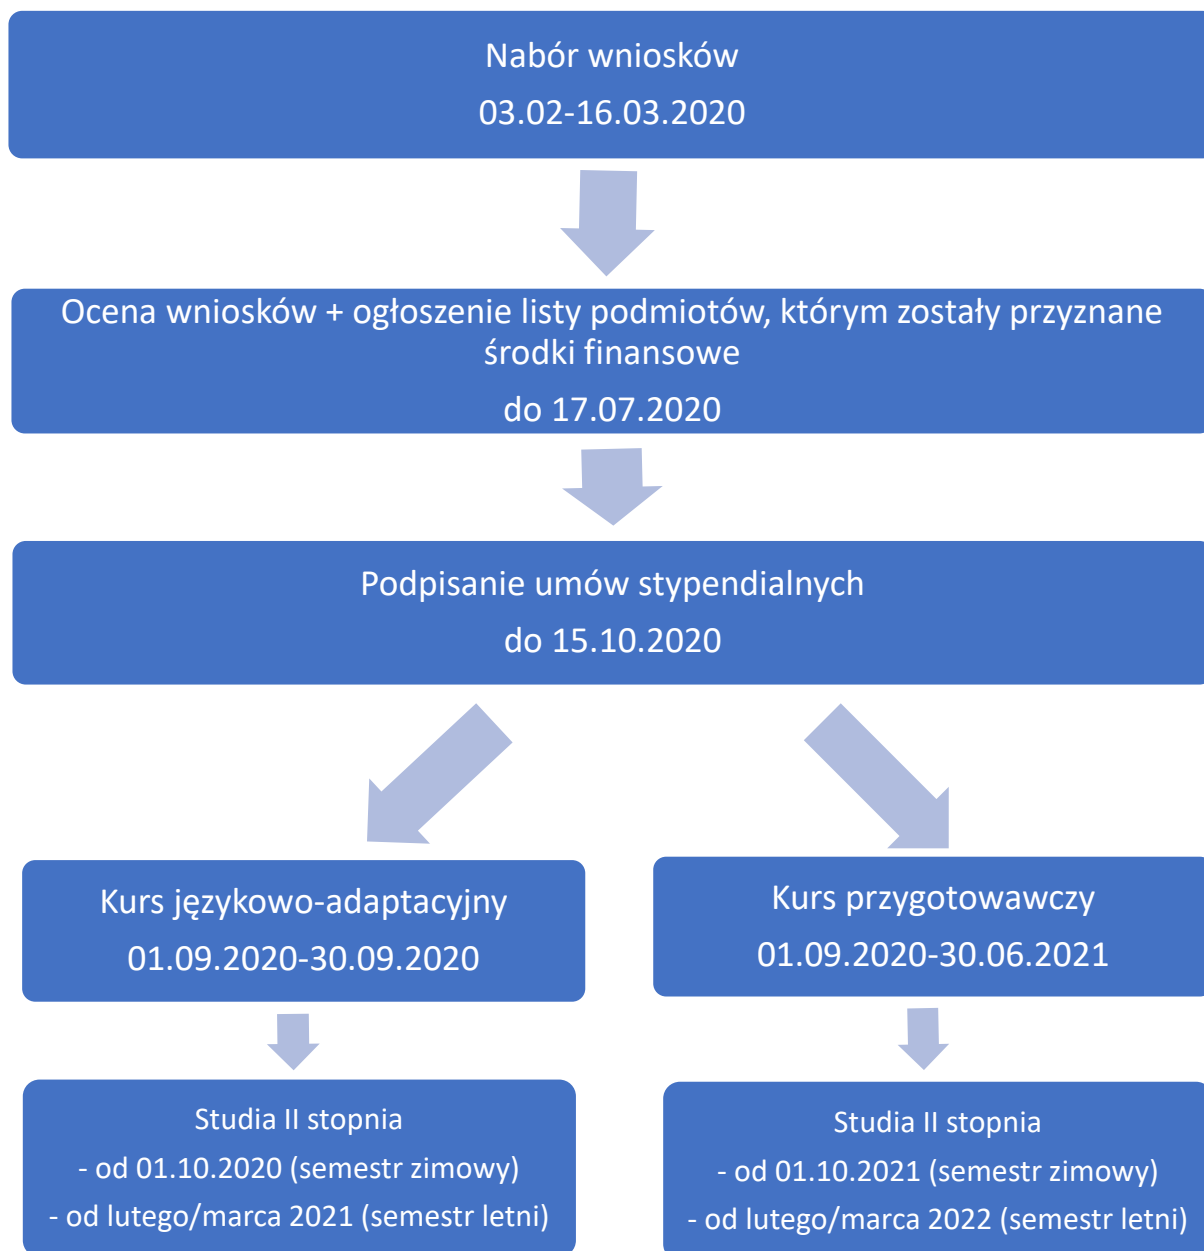 Nabór wniosków
03.02-16.03.2020
Ocena wniosków + ogłoszenie listy podmiotów, którym zostały przyznane
środki finansowe
do 17.07.2020
Podpisanie umów stypendialnych
do 15.10.2020
Kurs językowo-adaptacyjny
01.09.2020-30.09.2020
Kurs przygotowawczy
01.09.2020-30.06.2021
Studia II stopnia
- od 01.10.2020 (semestr zimowy)
- od lutego/marca 2021 (semestr letni)
Studia II stopnia
- od 01.10.2021 (semestr zimowy)
- od lutego/marca 2022 (semestr letni)